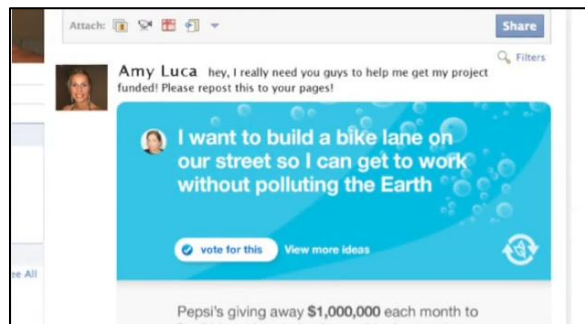 Attach:
Share
Filters
Amy Luca hey, I really need you guys to help me get my project
funded! Please repost this to your pages!
I want to build a bike lane on
our street so I can get to work
without polluting the Earth
vote for this View more ideas
ee All
Pepsi's giving away $1,000,000 each month to